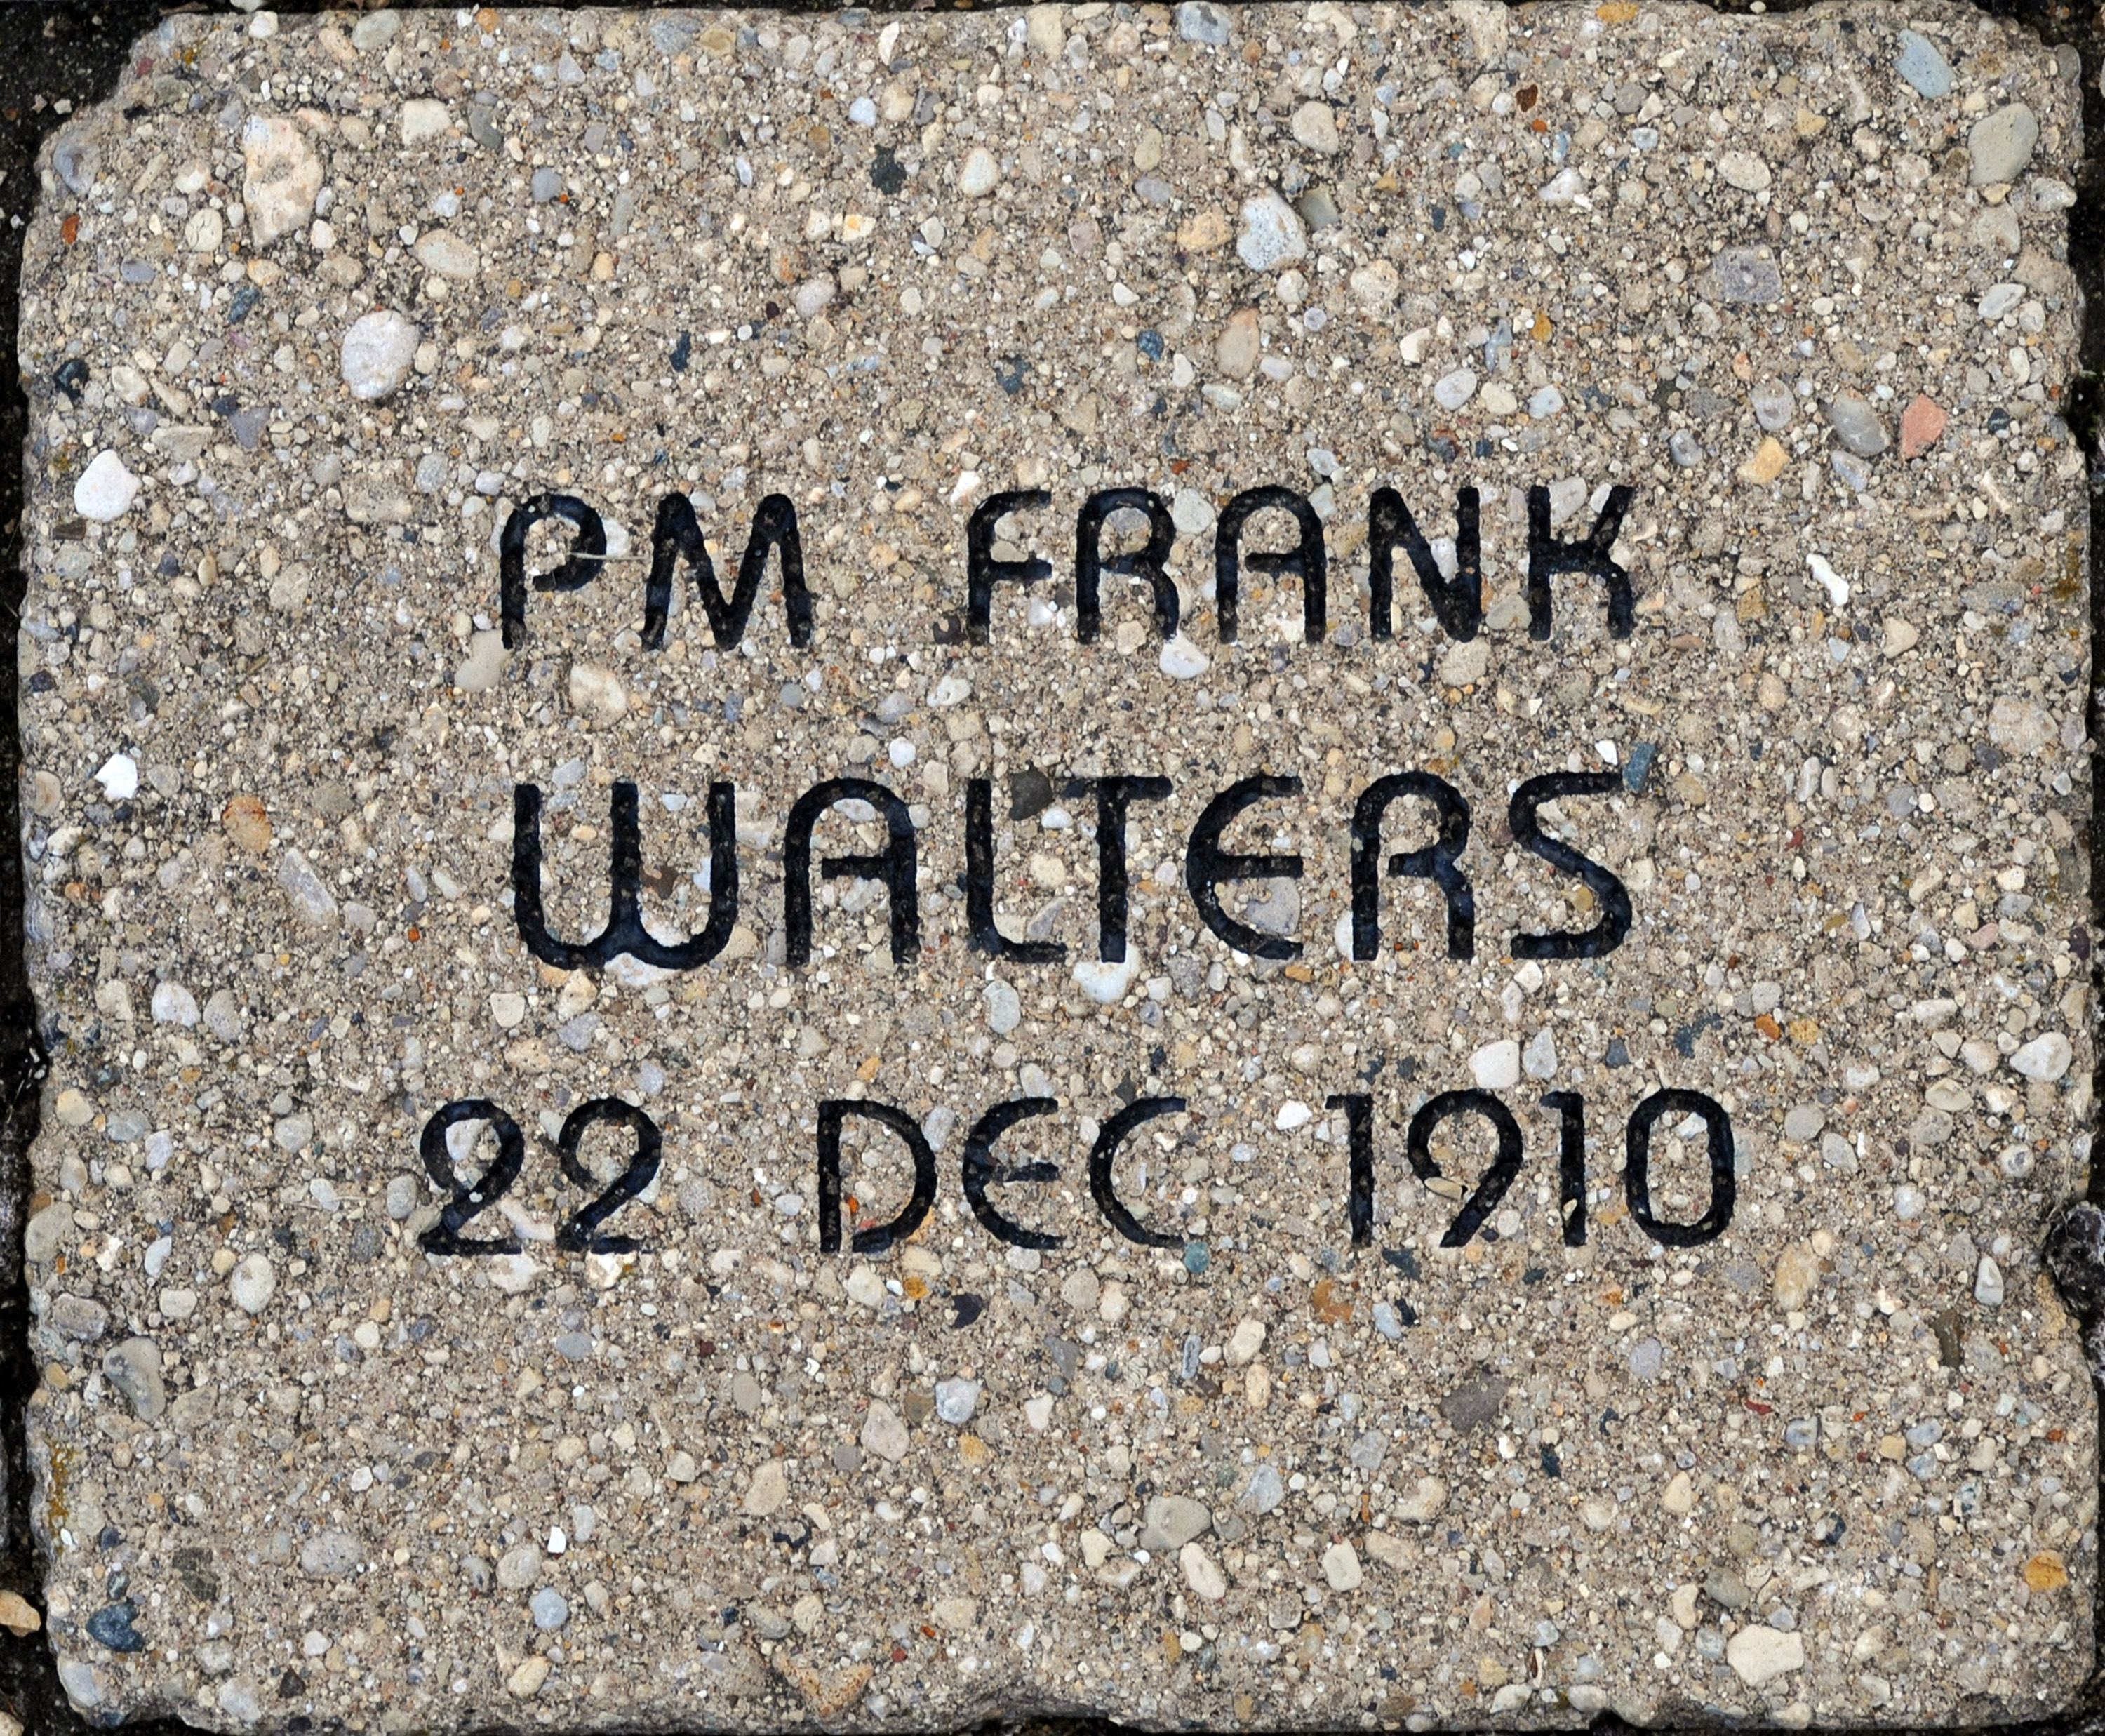 PM FRANK
WALTERS
22 DEC 1910